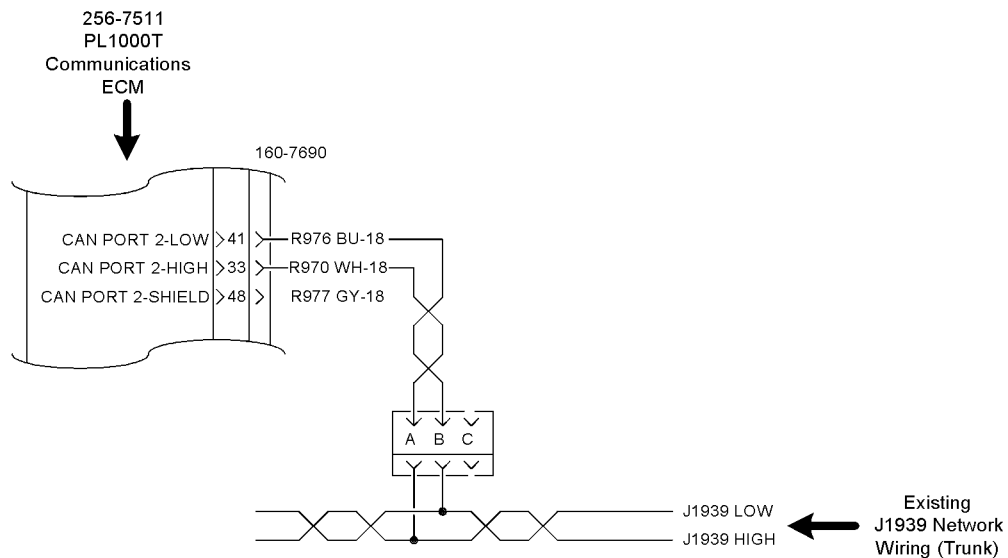 256-7511
PL1000T
Communications
ECM
160-7690
CAN PORT 2-LOW 41 R976 BU-18
CAN PORT 2-HIGH 33 R970 WH-18
CAN PORT 2-SHIELD 48 R977 GY-18
A B C
J1939 LOW
J1939 HIGH
Existing
J1939 Network
Wiring (Trunk)